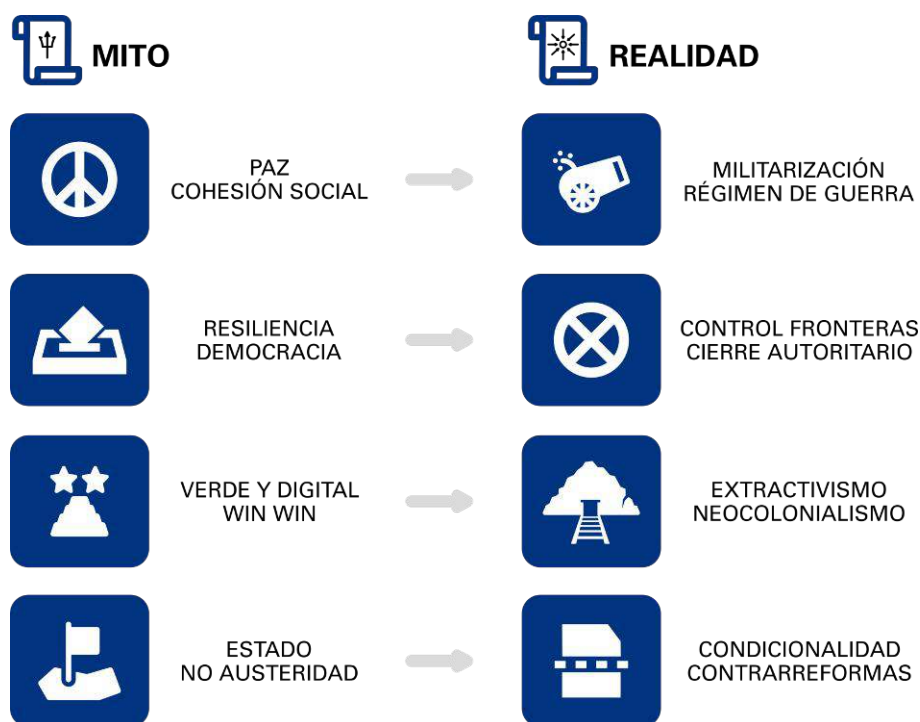 MITO
REALIDAD
PAZ
COHESIÓN SOCIAL
MILITARIZACIÓN
RÉGIMEN DE GUERRA
RESILIENCIA
DEMOCRACIA
CONTROL FRONTERAS
CIERRE AUTORITARIO
VERDE Y DIGITAL
WIN WIN
EXTRACTIVISMO
NEOCOLONIALISMO
ESTADO
NO AUSTERIDAD
CONDICIONALIDAD
CONTRARREFORMAS